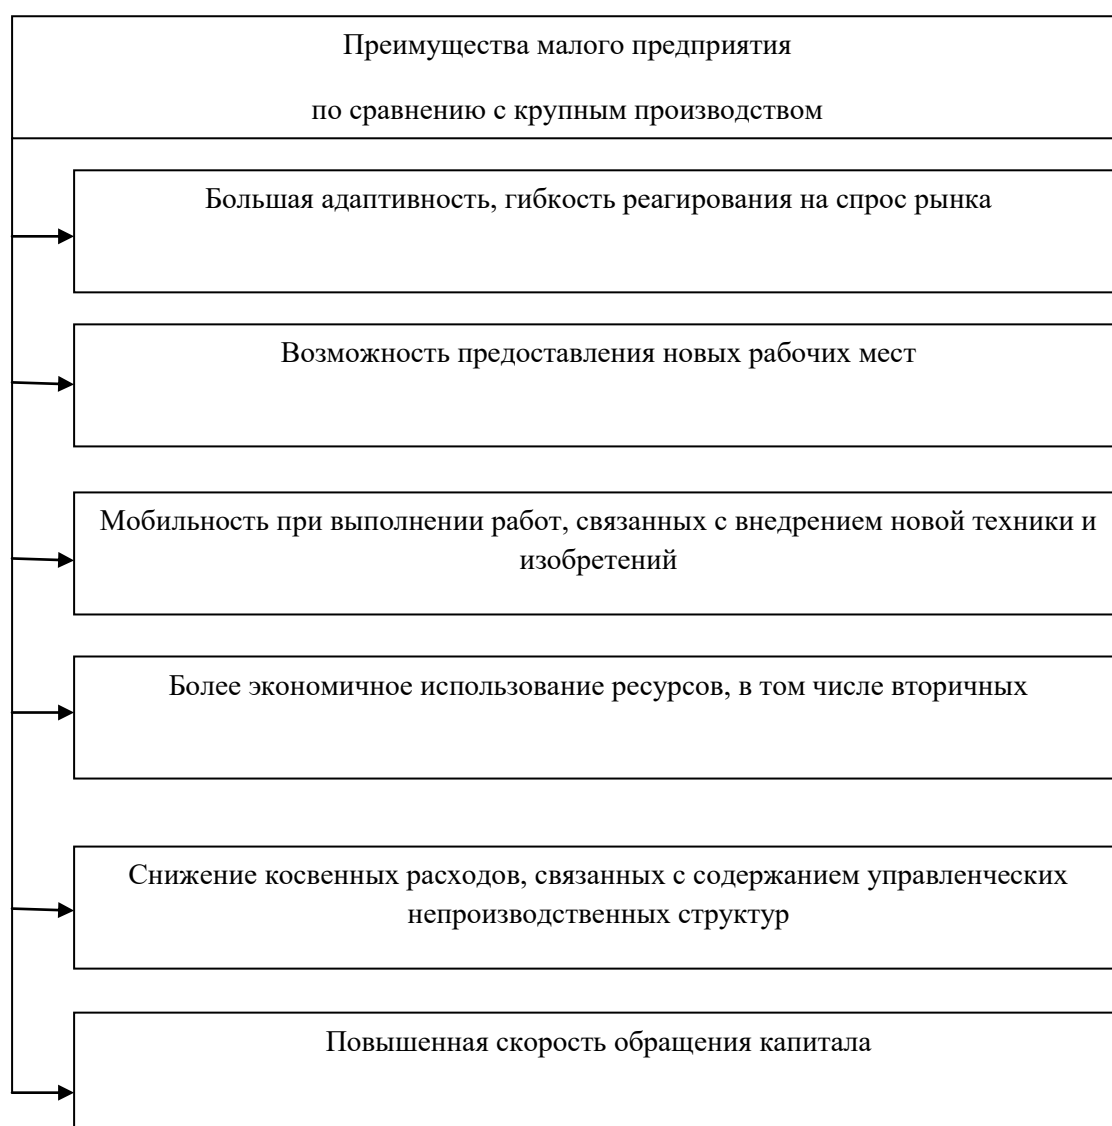 Преимущества малого предприятия
по сравнению с крупным производством
Большая адаптивность, гибкость реагирования на спрос рынка
Возможность предоставления новых рабочих мест
Мобильность при выполнении работ, связанных с внедрением новой техники и
изобретений
Более экономичное использование ресурсов, в том числе вторичных
Снижение косвенных расходов, связанных с содержанием управленческих
непроизводственных структур
Повышенная скорость обращения капитала